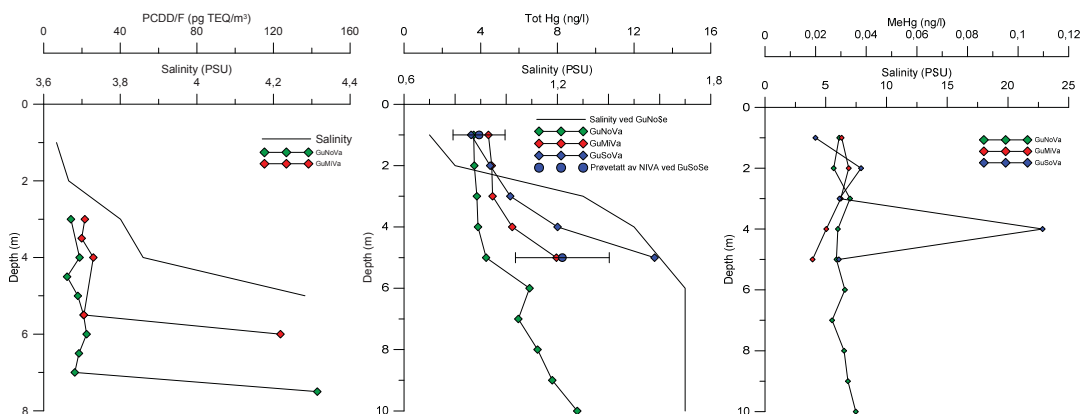 PCDD/F (pg TEQ/m³)
0 40 80 120 160
Salinity (PSU)
3,6 3,8 4 4,2 4,4
Salinity
GuNoVa
GuMiVa
Depth (m)
0
2
4
6
8
Tot Hg (ng/l)
0 4 8 12 16
Salinity (PSU)
0,6 1,2 1,8
Salinity ved GuNoSe
GuNoVa
GuMiVa
GuSoVa
Prøvetatt av NIVA ved GuSoSe
Depth (m)
0
2
4
6
8
10
MeHg (ng/l)
0 0,02 0,04 0,06 0,08 0,1 0,12
Salinity (PSU)
0 5 10 15 20 25
GuNoVa
GUMiVa
GuSoVa
Depth (m)
0
2
4
6
8
10